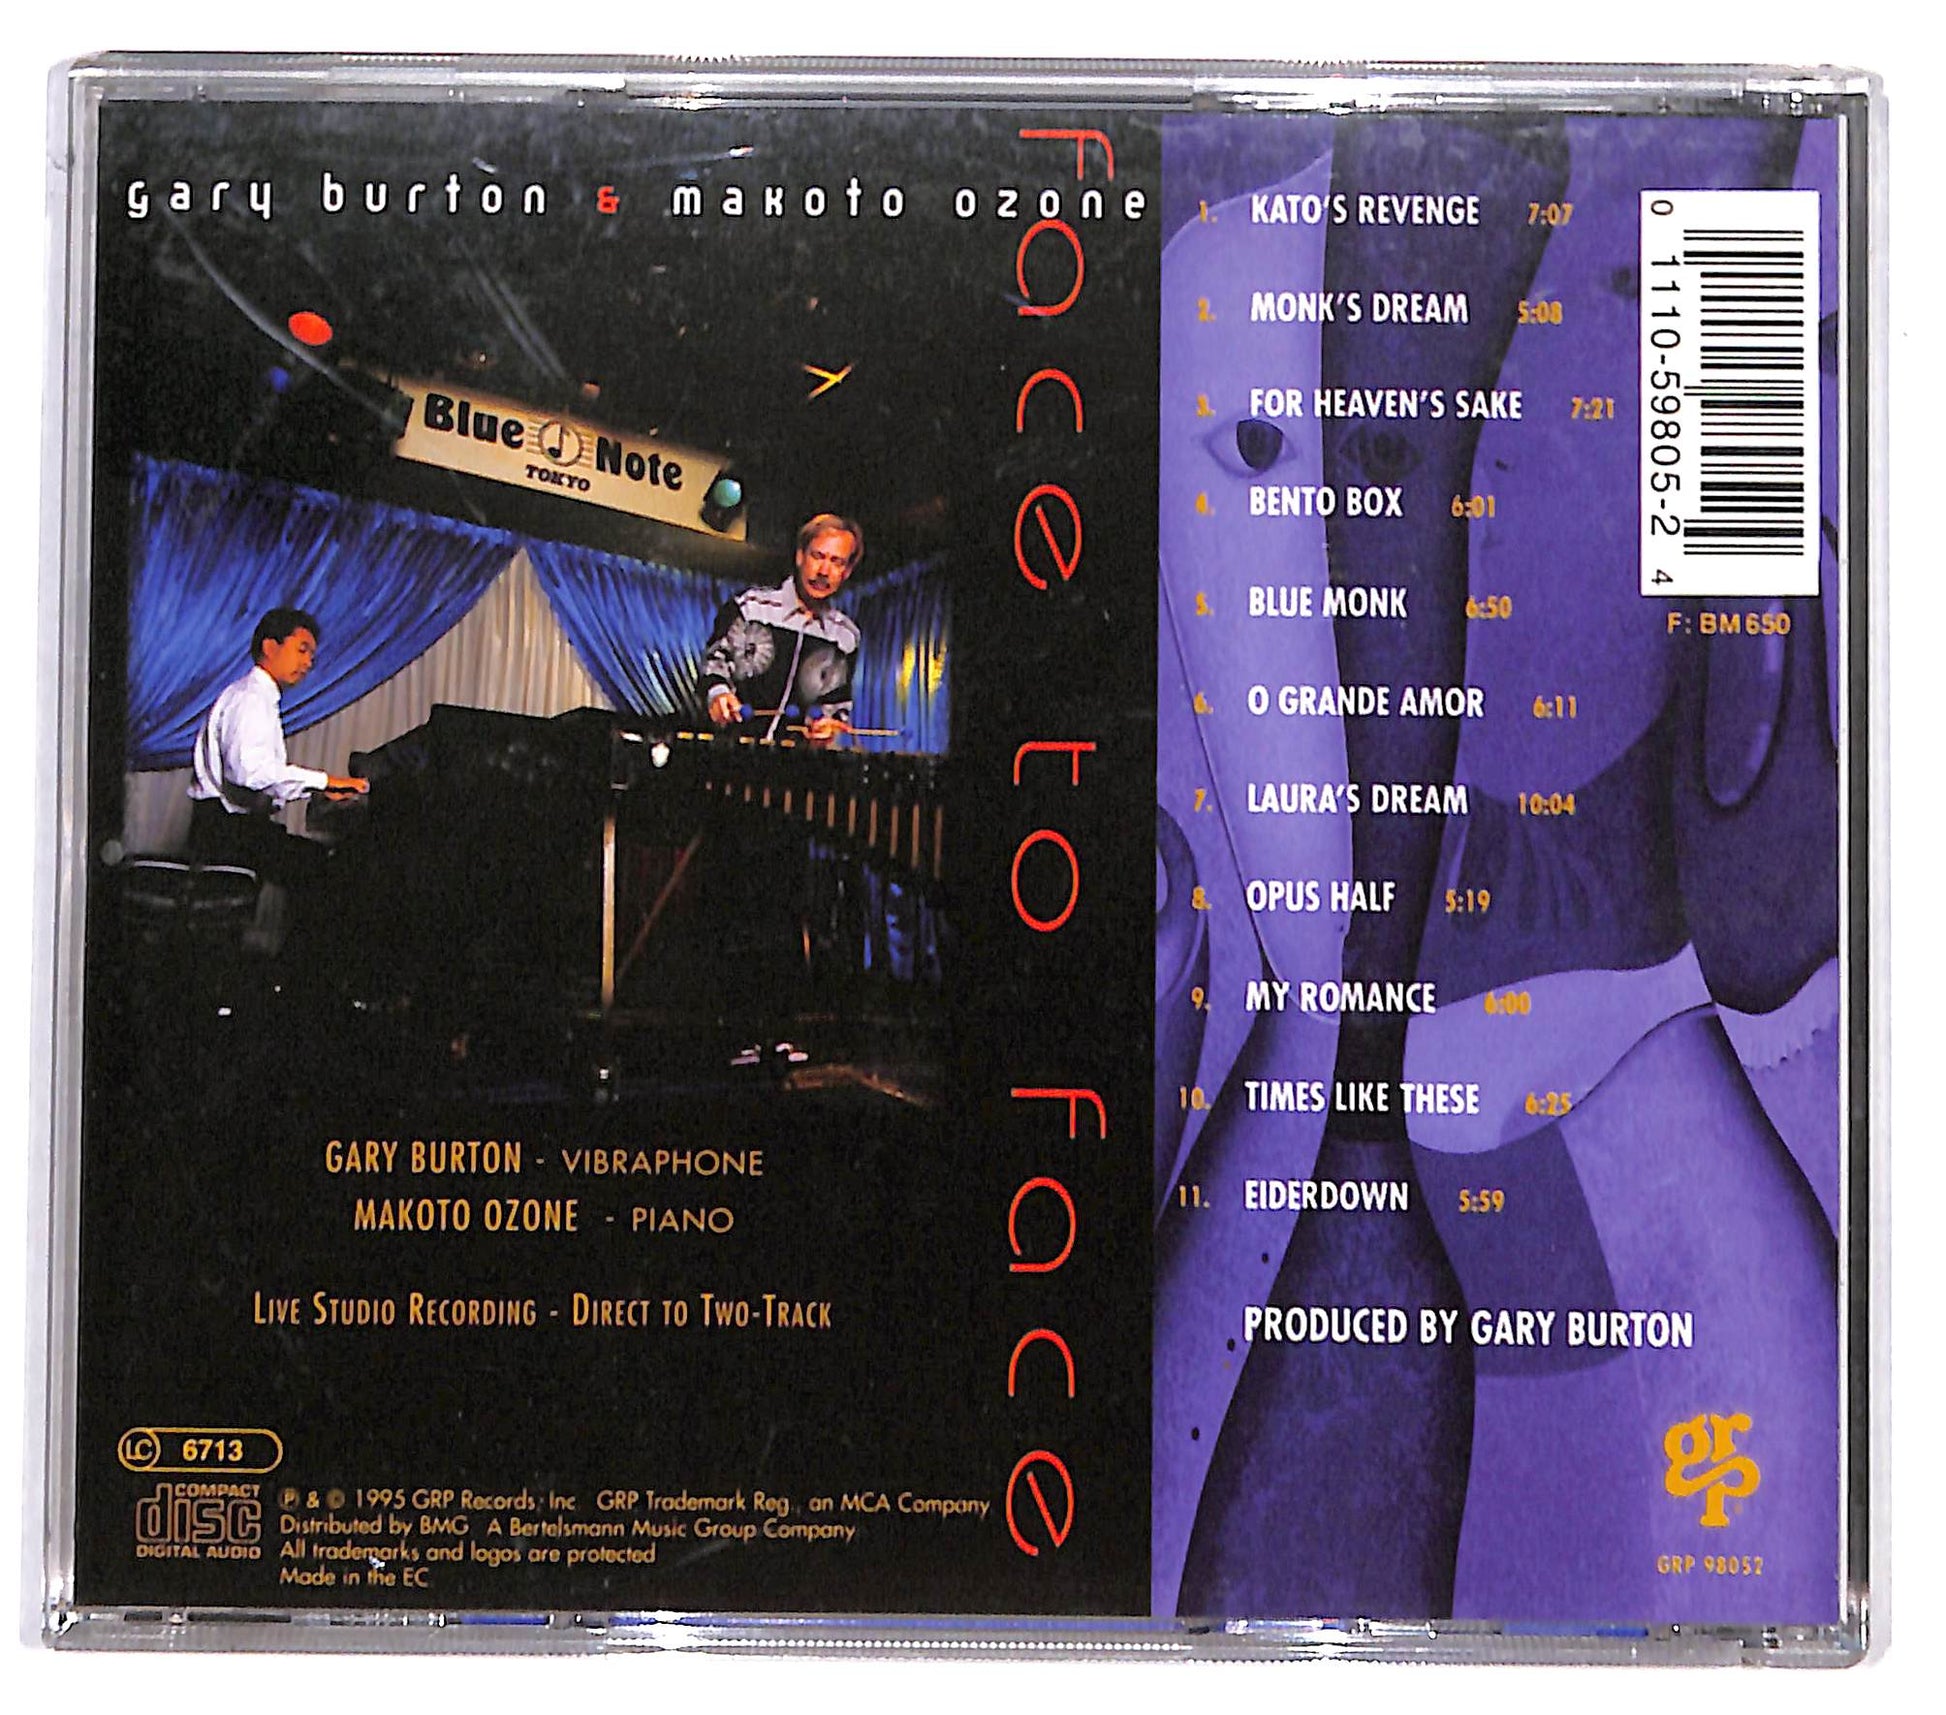 gary burton & makoto ozone
Face to Face
Blue Note
TOKYO
GARY BURTON - VIBRAPHONE
MAKOTO OZONE - PIANO
LIVE STUDIO RECORDING - DIRECT TO TWO-TRACK
LC 6713
COMPACT
disc
DIGITAL AUDIO
℗ & © 1995 GRP Records, Inc. GRP Trademark Reg., an MCA Company
Distributed by BMG A Bertelsmann Music Group Company
All trademarks and logos are protected
Made in the EC
1. KATO'S REVENGE 7:07
2. MONK'S DREAM 5:08
3. FOR HEAVEN'S SAKE 7:21
4. BENTO BOX 6:01
5. BLUE MONK 6:50
6. O GRANDE AMOR 6:11
7. LAURA'S DREAM 10:04
8. OPUS HALF 5:19
9. MY ROMANCE 6:00
10. TIMES LIKE THESE 6:25
11. EIDERDOWN 5:59
PRODUCED BY GARY BURTON
0 1110-59805-2 4
F: BM 650
grp
GRP 98052